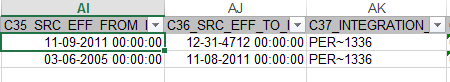 AI AJ AK
C35_SRC_EFF_FROM_ C36_SRC_EFF_TO_ C37_INTEGRATION_
11-09-2011 00:00:00 12-31-4712 00:00:00 PER~1336
03-06-2005 00:00:00 11-08-2011 00:00:00 PER~1336